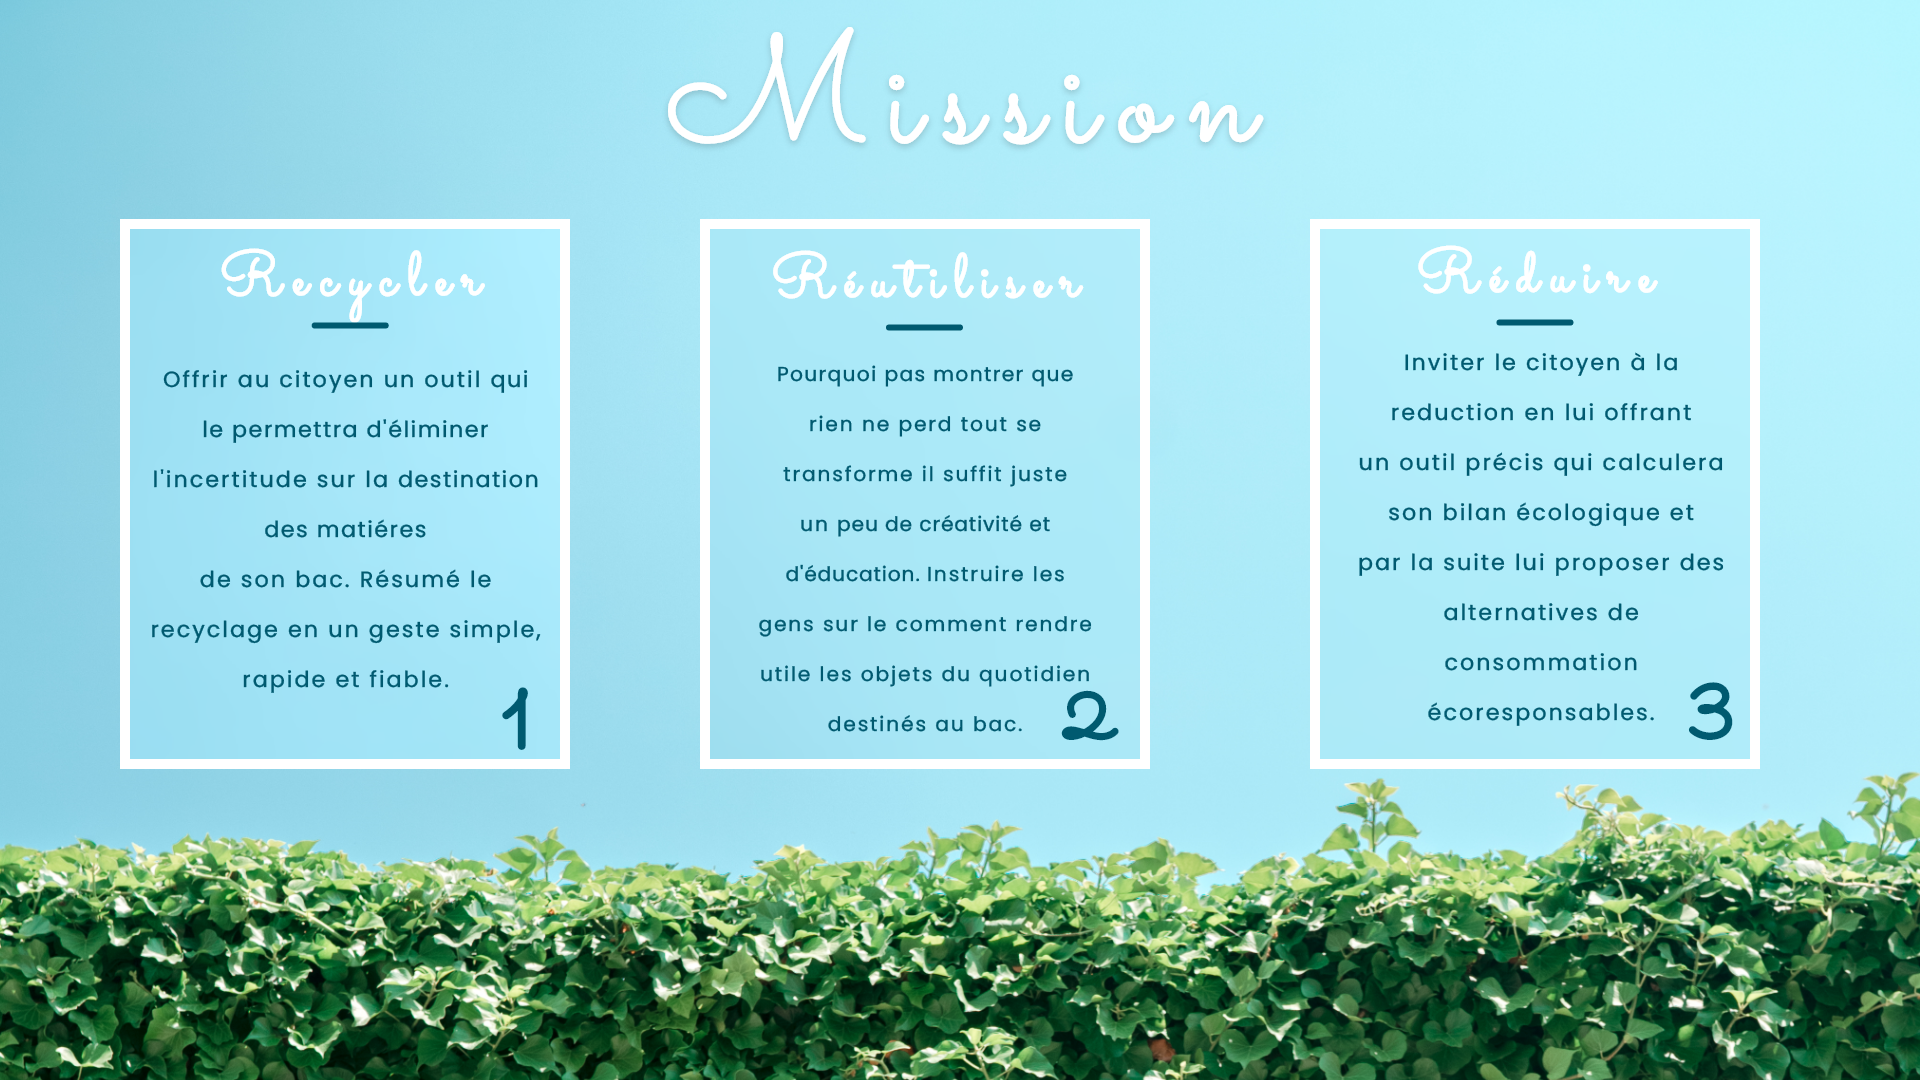 Mission
Recycler
Offrir au citoyen un outil qui
le permettra d'éliminer
l'incertitude sur la destination
des matiéres
de son bac. Résumé le
recyclage en un geste simple,
rapide et fiable.
1
Réutiliser
Pourquoi pas montrer que
rien ne perd tout se
transforme il suffit juste
un peu de créativité et
d'éducation. Instruire les
gens sur le comment rendre
utile les objets du quotidien
destinés au bac.
2
Réduire
Inviter le citoyen à la
reduction en lui offrant
un outil précis qui calculera
son bilan écologique et
par la suite lui proposer des
alternatives de
consommation
écoresponsables.
3